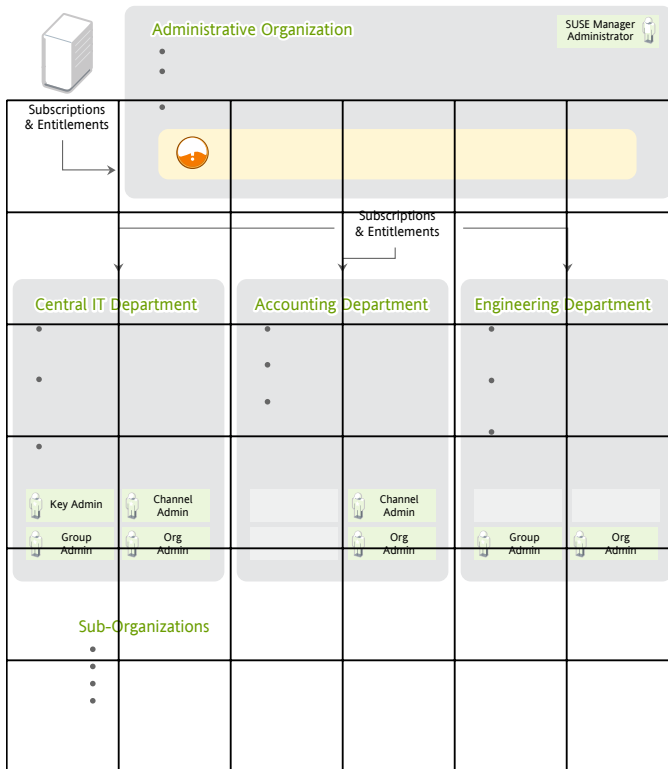 Administrative Organization
SUSE Manager
Administrator
Subscriptions
& Entitlements
Subscriptions
& Entitlements
Central IT Department
Accounting Department
Engineering Department
Key Admin
Channel
Admin
Group
Admin
Org
Admin
Channel
Admin
Org
Admin
Group
Admin
Org
Admin
Sub-Organizations